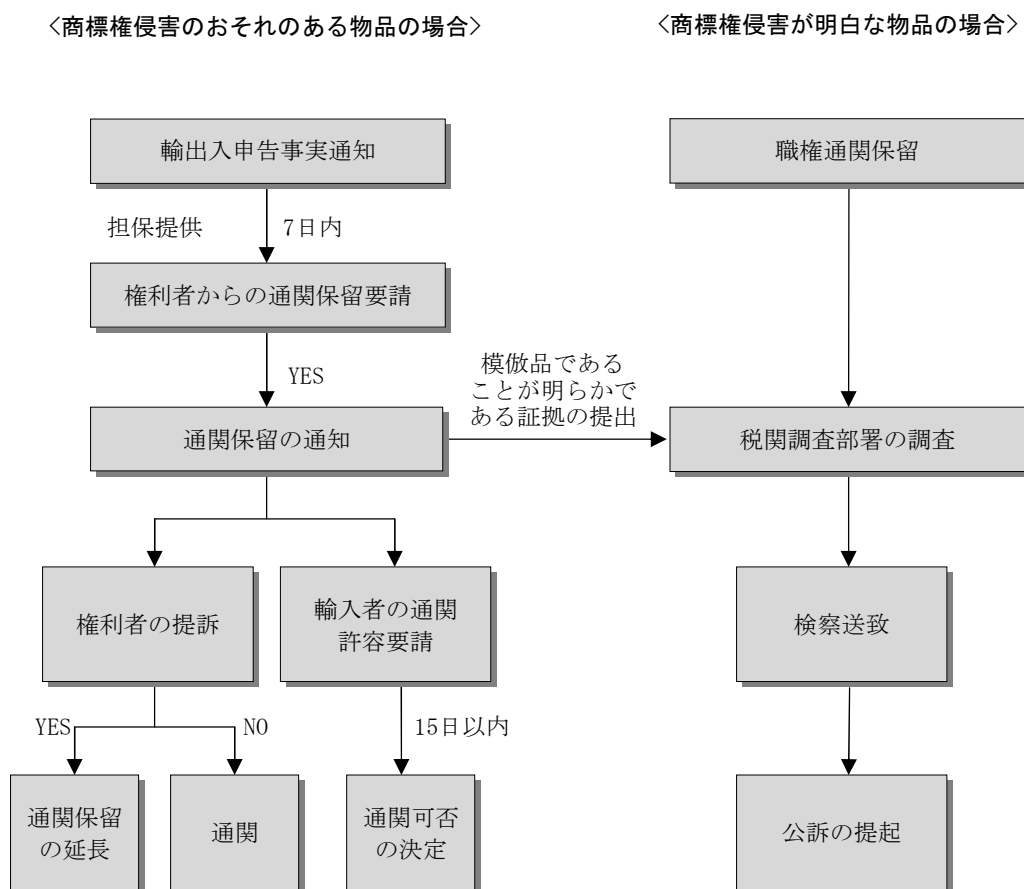 <商標権侵害のおそれのある物品の場合>
<商標権侵害が明白な物品の場合>
輸出入申告事実通知
職権通関保留
担保提供
7日内
権利者からの通関保留要請
YES
模倣品である
ことが明らかで
ある証拠の提出
通関保留の通知
税関調査部署の調査
権利者の提訴
輸入者の通関
許容要請
検察送致
YES
NO
15日以内
通関保留
の延長
通関
通関可否
の決定
公訴の提起